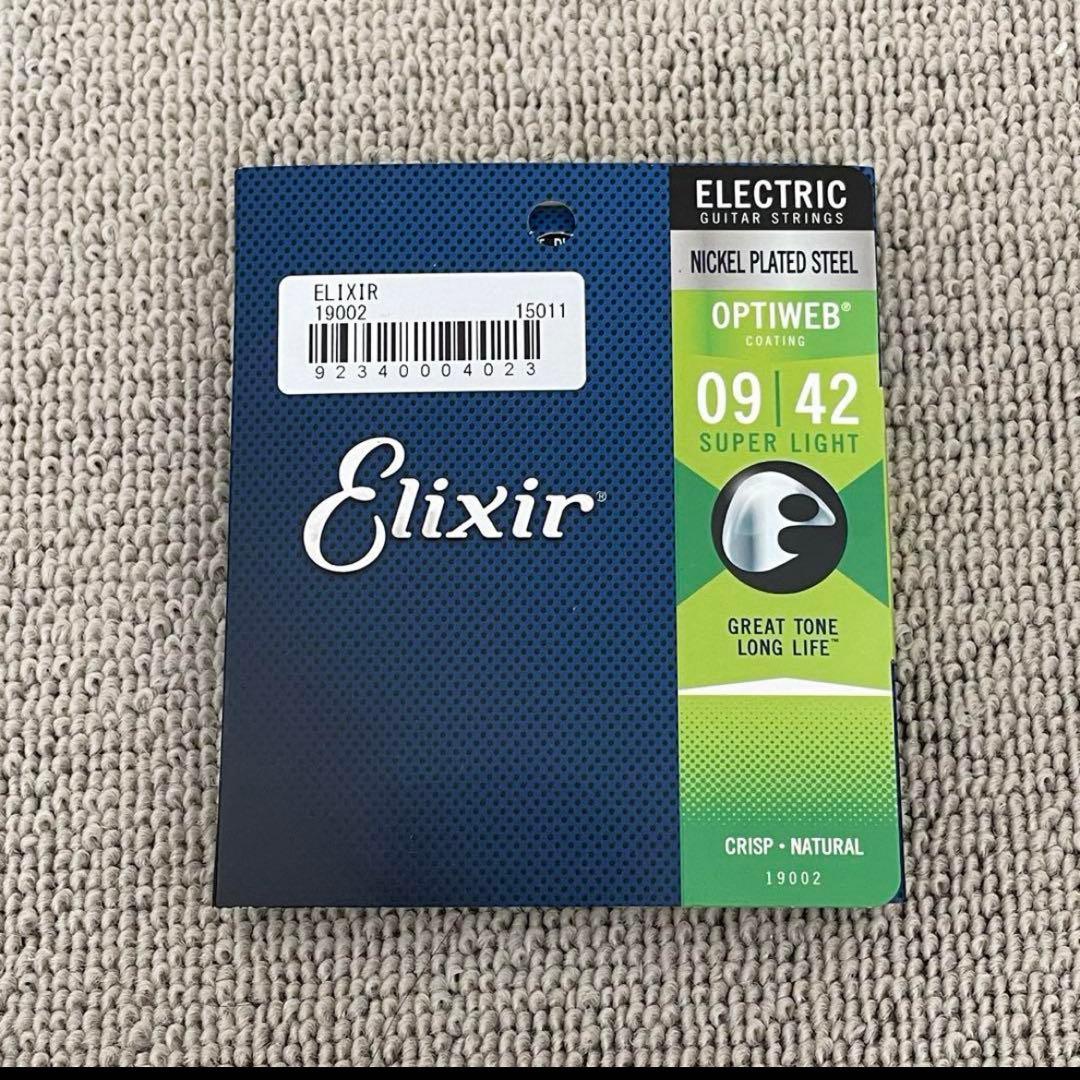 ELIXIR
19002 15011
92340004023
Elixir®
ELECTRIC
GUITAR STRINGS
NICKEL PLATED STEEL
OPTIWEB®
COATING
09 | 42
SUPER LIGHT
GREAT TONE
LONG LIFE™
CRISP • NATURAL
19002